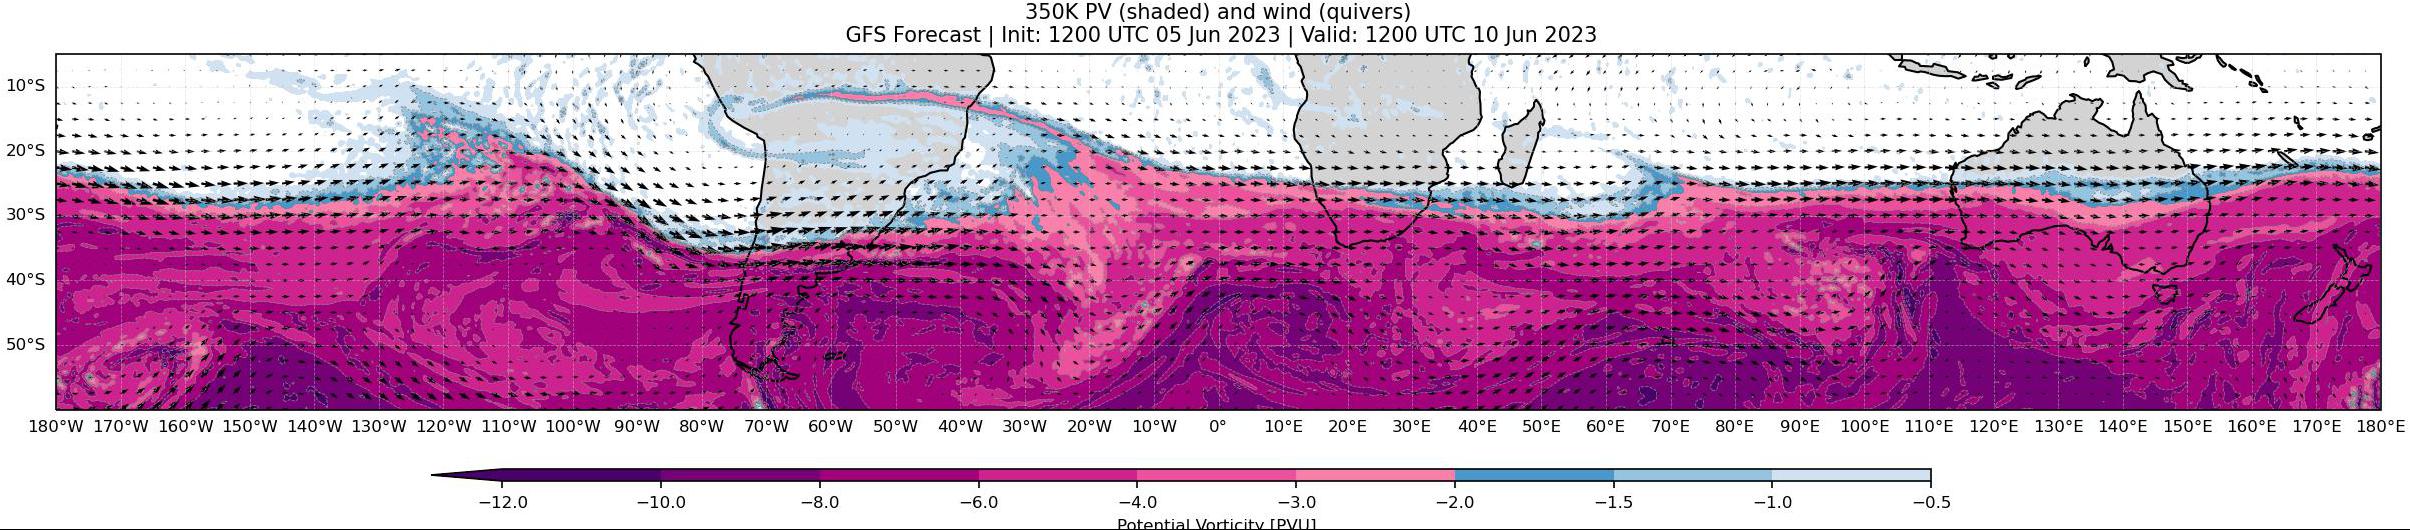 350K PV (shaded) and wind (quivers)
GFS Forecast | Init: 1200 UTC 05 Jun 2023 | Valid: 1200 UTC 10 Jun 2023
10°S
20°S
30°S
40°S
50°S
180°W 170°W 160°W 150°W 140°W 130°W 120°W 110°W 100°W 90°W 80°W 70°W 60°W 50°W 40°W 30°W 20°W 10°W 0° 10°E 20°E 30°E 40°E 50°E 60°E 70°E 80°E 90°E 100°E 110°E 120°E 130°E 140°E 150°E 160°E 170°E 180°E
−12.0 −10.0 −8.0 −6.0 −4.0 −3.0 −2.0 −1.5 −1.0 −0.5
Potential Vorticity [PVU]